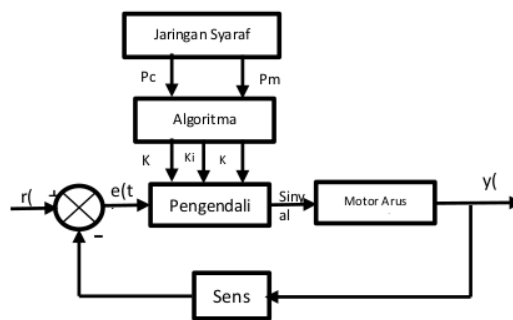 Jaringan Syaraf
Pc
Pm
Algoritma
K
Ki
K
r(
+
e(t
Pengendali
Siny
al
Motor Arus
y(
-
Sens